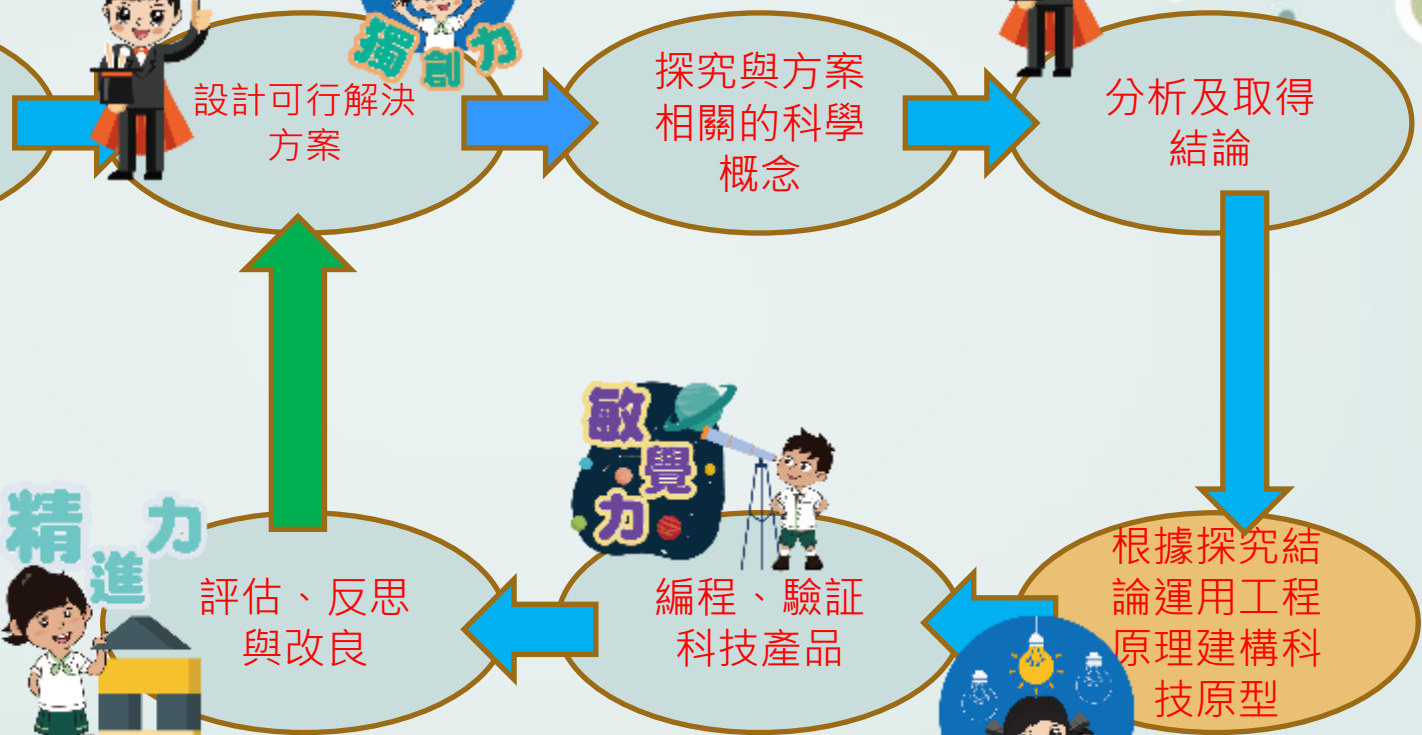 獨創力
設計可行解決
方案
探究與方案
相關的科學
概念
分析及取得
結論
根據探究結
論運用工程
原理建構科
技原型
敏覺力
編程、驗証
科技產品
精進力
評估、反思
與改良